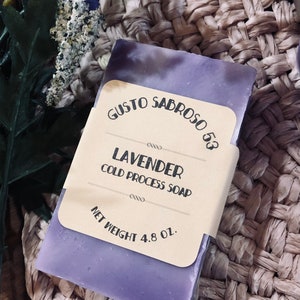 GUSTO SABROSO 53
LAVENDER
COLD PROCESS SOAP
NET WEIGHT 4.8 OZ.